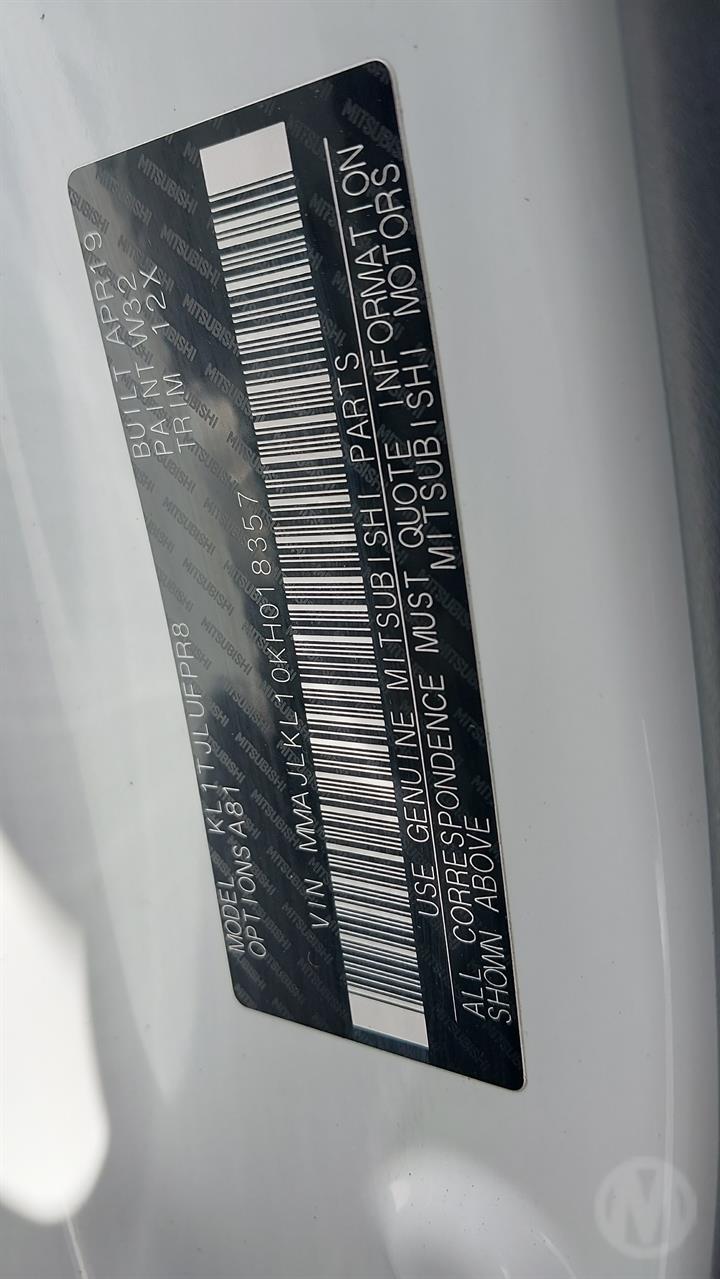 MODEL KL1TJLUFPR8
BUILT APR19
OPTIONS A81
PAINT W32
TRIM 12X
VIN MMAJLKL10KH018357
USE GENUINE MITSUBISHI PARTS
ALL CORRESPONDENCE MUST QUOTE INFORMATION
SHOWN ABOVE
MITSUBISHI MOTORS